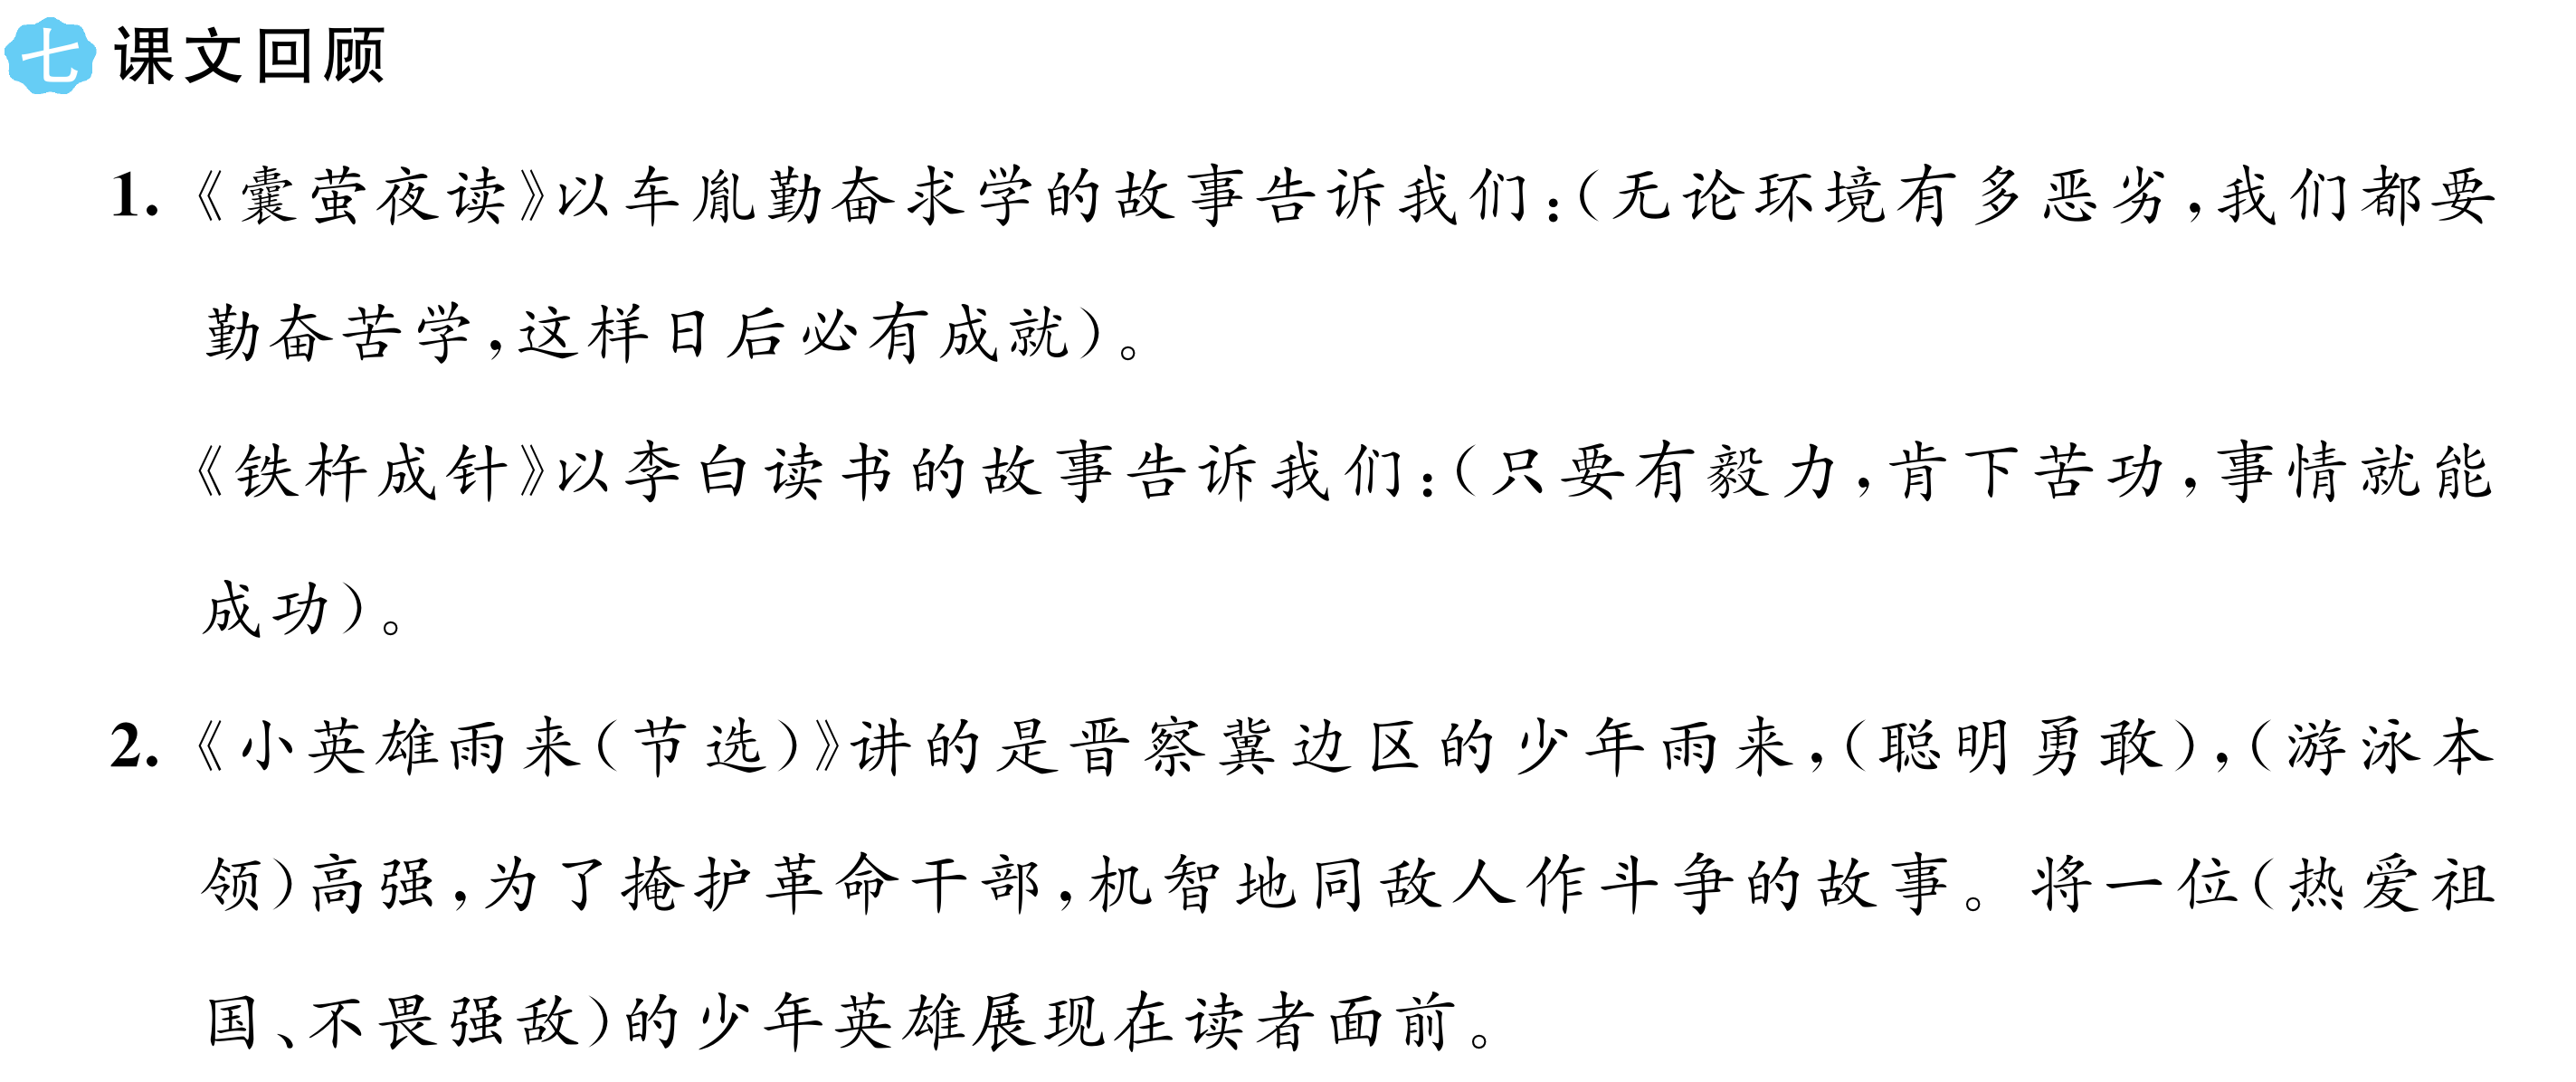 七 课文回顾
1.《囊萤夜读》以车胤勤奋求学的故事告诉我们:(无论环境有多恶劣,我们都要
勤奋苦学,这样日后必有成就)。
《铁杵成针》以李白读书的故事告诉我们:(只要有毅力,肯下苦功,事情就能
成功)。
2.《小英雄雨来(节选)》讲的是晋察冀边区的少年雨来,(聪明勇敢),(游泳本
领)高强,为了掩护革命干部,机智地同敌人作斗争的故事。将一位(热爱祖
国、不畏强敌)的少年英雄展现在读者面前。